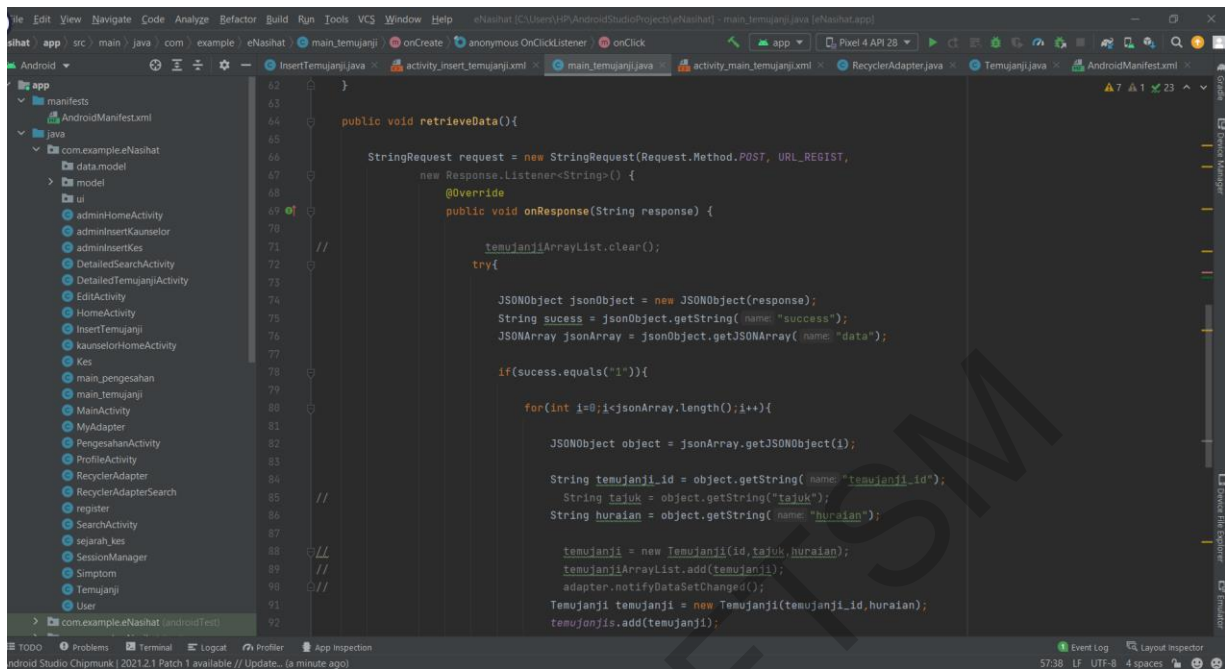 ile Edit View Navigate Code Analyze Refactor Build Run Tools VCS Window Help eNasihat [C:\Users\HP\AndroidStudioProjects\eNasihat] - main_temujanji.java [eNasihat.app]
sihat app src main java com example eNasihat main_temujanji onCreate anonymous OnClickListener onClick app Pixel 4 API 28
Android InsertTemujanji.java activity_insert_temujanji.xml main_temujanji.java activity_main_temujanji.xml RecyclerAdapter.java Temujanji.java AndroidManifest.xml
7 1 23
app
manifests
AndroidManifest.xml
java
com.example.eNasihat
data.model
model
ui
adminHomeActivity
adminInsertKaunselor
adminInsertKes
DetailedSearchActivity
DetailedTemujanjiActivity
EditActivity
HomeActivity
InsertTemujanji
kaunselorHomeActivity
Kes
main_pengesahan
main_temujanji
MainActivity
MyAdapter
PengesahanActivity
ProfileActivity
RecyclerAdapter
RecyclerAdapterSearch
register
SearchActivity
sejarah_kes
SessionManager
Simptom
Temujanji
User
com.example.eNasihat (androidTest)
62 }
63
64 public void retrieveData(){
65
66 StringRequest request = new StringRequest(Request.Method.POST, URL_REGIST,
67 new Response.Listener<String>() {
68 @Override
69 public void onResponse(String response) {
70
71 // temujanjiArrayList.clear();
72 try{
73
74 JSONObject jsonObject = new JSONObject(response);
75 String sucess = jsonObject.getString( name: "success");
76 JSONArray jsonArray = jsonObject.getJSONArray( name: "data");
77
78 if(sucess.equals("1")){
79
80 for(int i=0;i<jsonArray.length();i++){
81
82 JSONObject object = jsonArray.getJSONObject(i);
83
84 String temujanji_id = object.getString( name: "temujanji_id");
85 // String tajuk = object.getString("tajuk");
86 String huraian = object.getString( name: "huraian");
87
88 // temujanji = new Temujanji(id,tajuk,huraian);
89 // temujanjiArrayList.add(temujanji);
90 // adapter.notifyDataSetChanged();
91 Temujanji temujanji = new Temujanji(temujanji_id,huraian);
92 temujanjis.add(temujanji);
Gradle
Device Manager
Device File Explorer
Emulator
TODO Problems Terminal Logcat Profiler App Inspection Event Log Layout Inspector
ndroid Studio Chipmunk | 2021.2.1 Patch 1 available // Update... (a minute ago) 57:38 LF UTF-8 4 spaces
FTSM